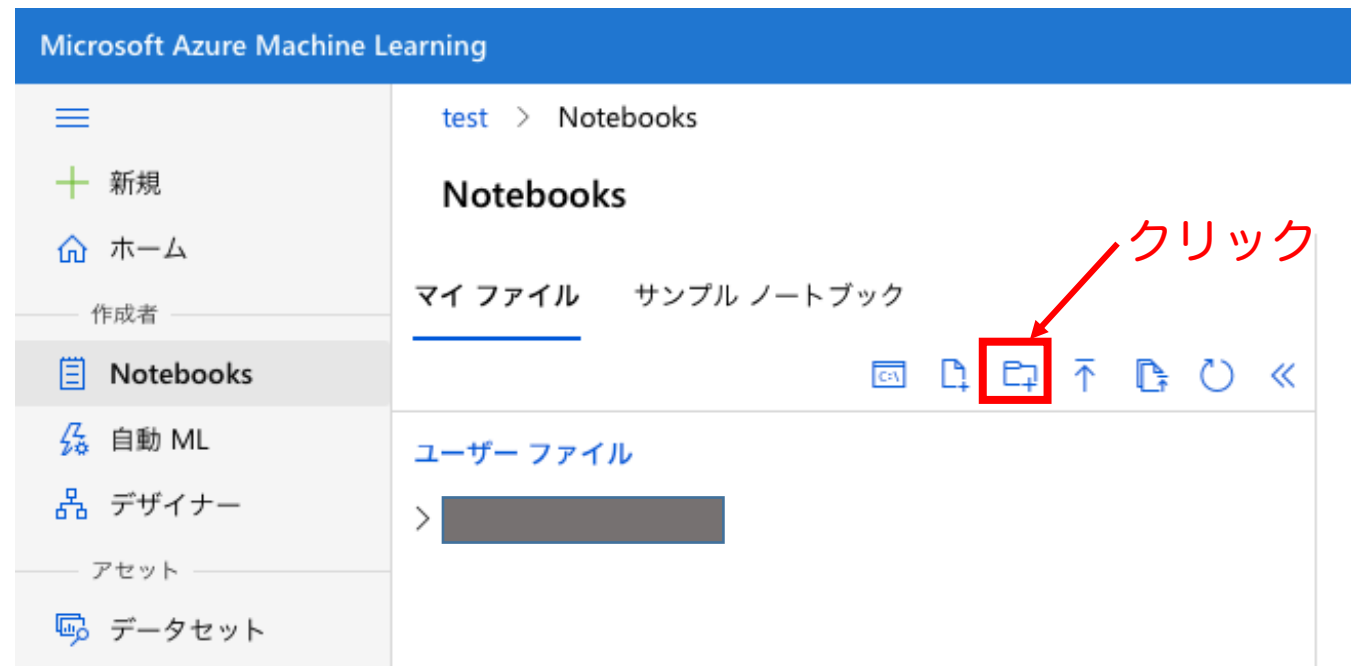 Microsoft Azure Machine Learning
新規
ホーム
作成者
Notebooks
自動 ML
デザイナー
アセット
データセット
test > Notebooks
Notebooks
クリック
マイ ファイル サンプル ノートブック
C:\
ユーザー ファイル